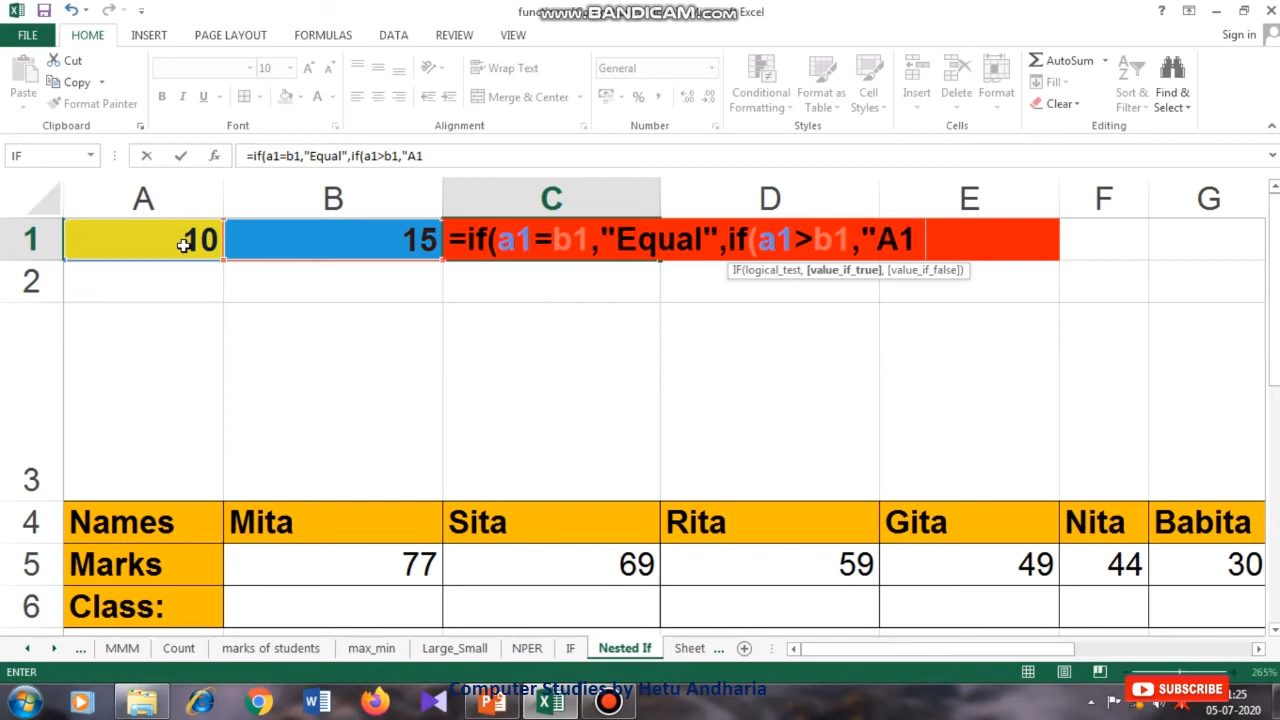 function
www.BANDICAM.com
Excel
Sign in
FILE HOME INSERT PAGE LAYOUT FORMULAS DATA REVIEW VIEW
Paste
Cut
Copy
Format Painter
Clipboard
10
B I U
Font
Wrap Text
Merge & Center
Alignment
General
Number
Conditional Formatting
Format as Table
Cell Styles
Styles
Insert
Delete
Format
Cells
AutoSum
Fill
Clear
Sort & Filter
Find & Select
Editing
IF
=if(a1=b1,"Equal",if(a1>b1,"A1
A B C D E F G
1 10 15 =if(a1=b1,"Equal",if(a1>b1,"A1
IF(logical_test, [value_if_true], [value_if_false])
2
3
4 Names Mita Sita Rita Gita Nita Babita
5 Marks 77 69 59 49 44 30
6 Class:
... MMM Count marks of students max_min Large_Small NPER IF Nested If Sheet ...
ENTER
265%
Computer Studies by Hetu Andharia
SUBSCRIBE
:25
05-07-2020